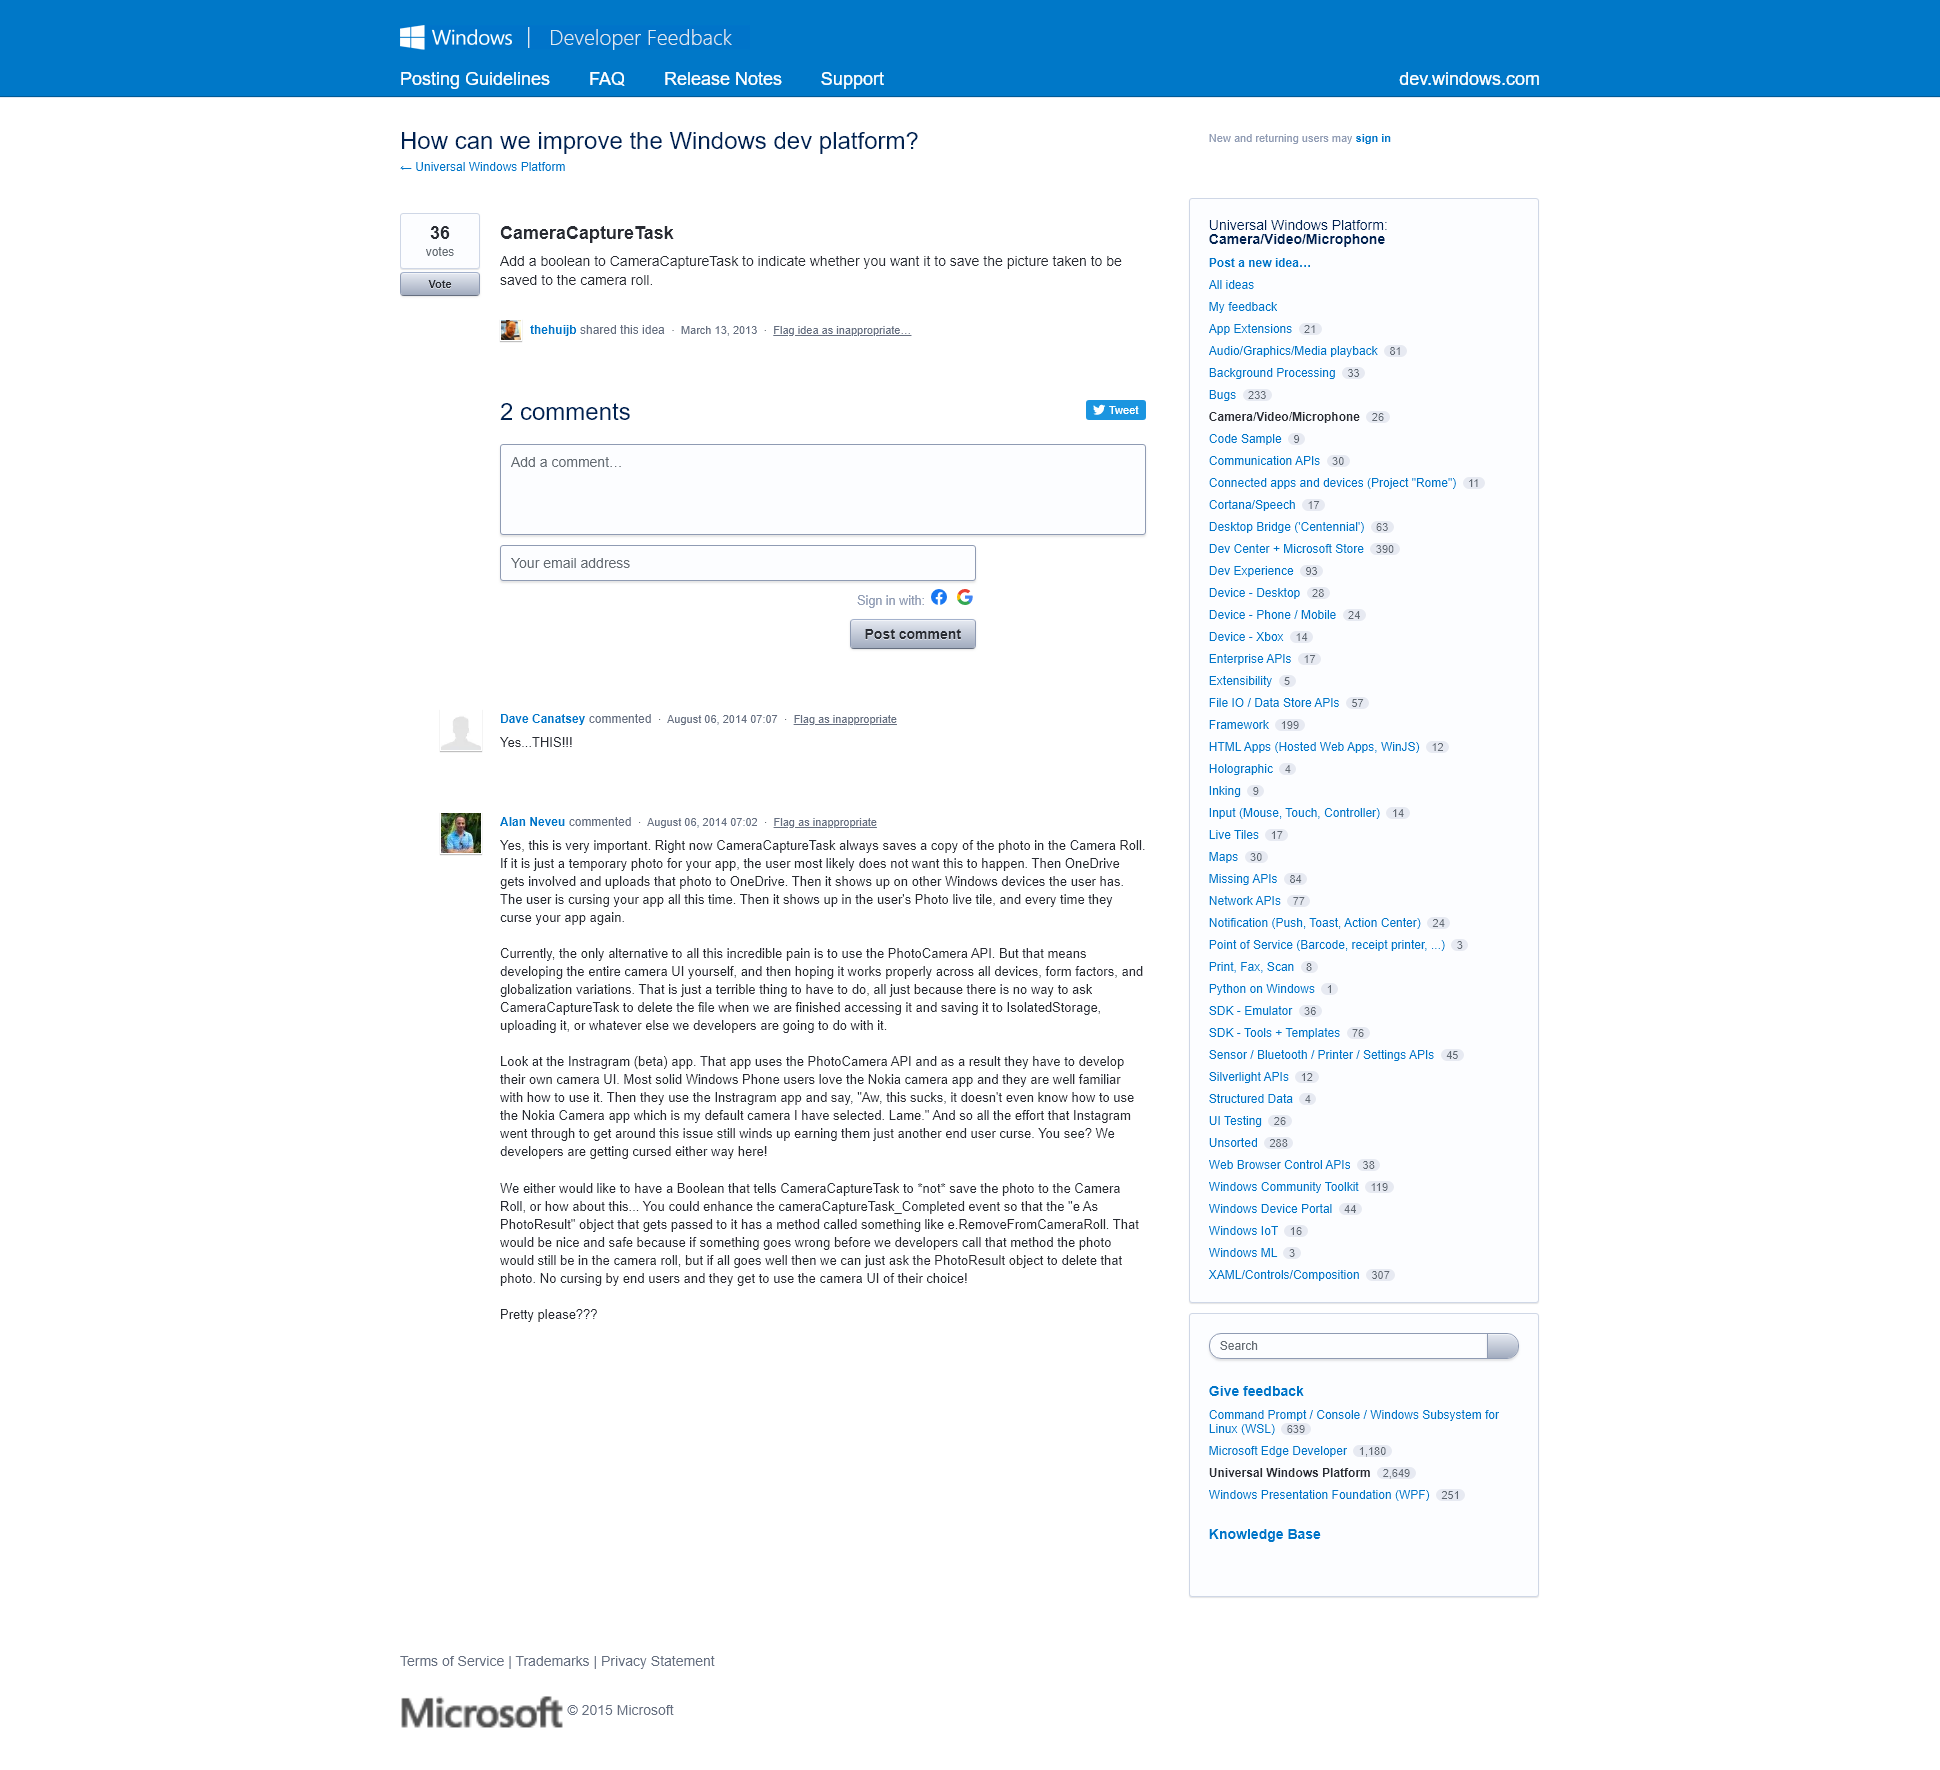 Windows | Developer Feedback
Posting Guidelines FAQ Release Notes Support dev.windows.com
How can we improve the Windows dev platform?
← Universal Windows Platform
New and returning users may sign in
36
votes
Vote
CameraCaptureTask
Add a boolean to CameraCaptureTask to indicate whether you want it to save the picture taken to be
saved to the camera roll.
thehuijb shared this idea · March 13, 2013 · Flag idea as inappropriate…
2 comments
Tweet
Add a comment…
Your email address
Sign in with:
Post comment
Dave Canatsey commented · August 06, 2014 07:07 · Flag as inappropriate
Yes...THIS!!!
Alan Neveu commented · August 06, 2014 07:02 · Flag as inappropriate
Yes, this is very important. Right now CameraCaptureTask always saves a copy of the photo in the Camera Roll.
If it is just a temporary photo for your app, the user most likely does not want this to happen. Then OneDrive
gets involved and uploads that photo to OneDrive. Then it shows up on other Windows devices the user has.
The user is cursing your app all this time. Then it shows up in the user's Photo live tile, and every time they
curse your app again.
Currently, the only alternative to all this incredible pain is to use the PhotoCamera API. But that means
developing the entire camera UI yourself, and then hoping it works properly across all devices, form factors, and
globalization variations. That is just a terrible thing to have to do, all just because there is no way to ask
CameraCaptureTask to delete the file when we are finished accessing it and saving it to IsolatedStorage,
uploading it, or whatever else we developers are going to do with it.
Look at the Instragram (beta) app. That app uses the PhotoCamera API and as a result they have to develop
their own camera UI. Most solid Windows Phone users love the Nokia camera app and they are well familiar
with how to use it. Then they use the Instragram app and say, "Aw, this sucks, it doesn't even know how to use
the Nokia Camera app which is my default camera I have selected. Lame." And so all the effort that Instagram
went through to get around this issue still winds up earning them just another end user curse. You see? We
developers are getting cursed either way here!
We either would like to have a Boolean that tells CameraCaptureTask to *not* save the photo to the Camera
Roll, or how about this... You could enhance the cameraCaptureTask_Completed event so that the "e As
PhotoResult" object that gets passed to it has a method called something like e.RemoveFromCameraRoll. That
would be nice and safe because if something goes wrong before we developers call that method the photo
would still be in the camera roll, but if all goes well then we can just ask the PhotoResult object to delete that
photo. No cursing by end users and they get to use the camera UI of their choice!
Pretty please???
Universal Windows Platform:
Camera/Video/Microphone
Post a new idea…
All ideas
My feedback
App Extensions 21
Audio/Graphics/Media playback 81
Background Processing 33
Bugs 233
Camera/Video/Microphone 26
Code Sample 9
Communication APIs 30
Connected apps and devices (Project "Rome") 11
Cortana/Speech 17
Desktop Bridge ('Centennial') 63
Dev Center + Microsoft Store 390
Dev Experience 93
Device - Desktop 28
Device - Phone / Mobile 24
Device - Xbox 14
Enterprise APIs 17
Extensibility 5
File IO / Data Store APIs 57
Framework 199
HTML Apps (Hosted Web Apps, WinJS) 12
Holographic 4
Inking 9
Input (Mouse, Touch, Controller) 14
Live Tiles 17
Maps 30
Missing APIs 84
Network APIs 77
Notification (Push, Toast, Action Center) 24
Point of Service (Barcode, receipt printer, ...) 3
Print, Fax, Scan 8
Python on Windows 1
SDK - Emulator 36
SDK - Tools + Templates 76
Sensor / Bluetooth / Printer / Settings APIs 45
Silverlight APIs 12
Structured Data 4
UI Testing 26
Unsorted 288
Web Browser Control APIs 38
Windows Community Toolkit 119
Windows Device Portal 44
Windows IoT 16
Windows ML 3
XAML/Controls/Composition 307
Search
Give feedback
Command Prompt / Console / Windows Subsystem for
Linux (WSL) 639
Microsoft Edge Developer 1,180
Universal Windows Platform 2,649
Windows Presentation Foundation (WPF) 251
Knowledge Base
Terms of Service | Trademarks | Privacy Statement
Microsoft © 2015 Microsoft